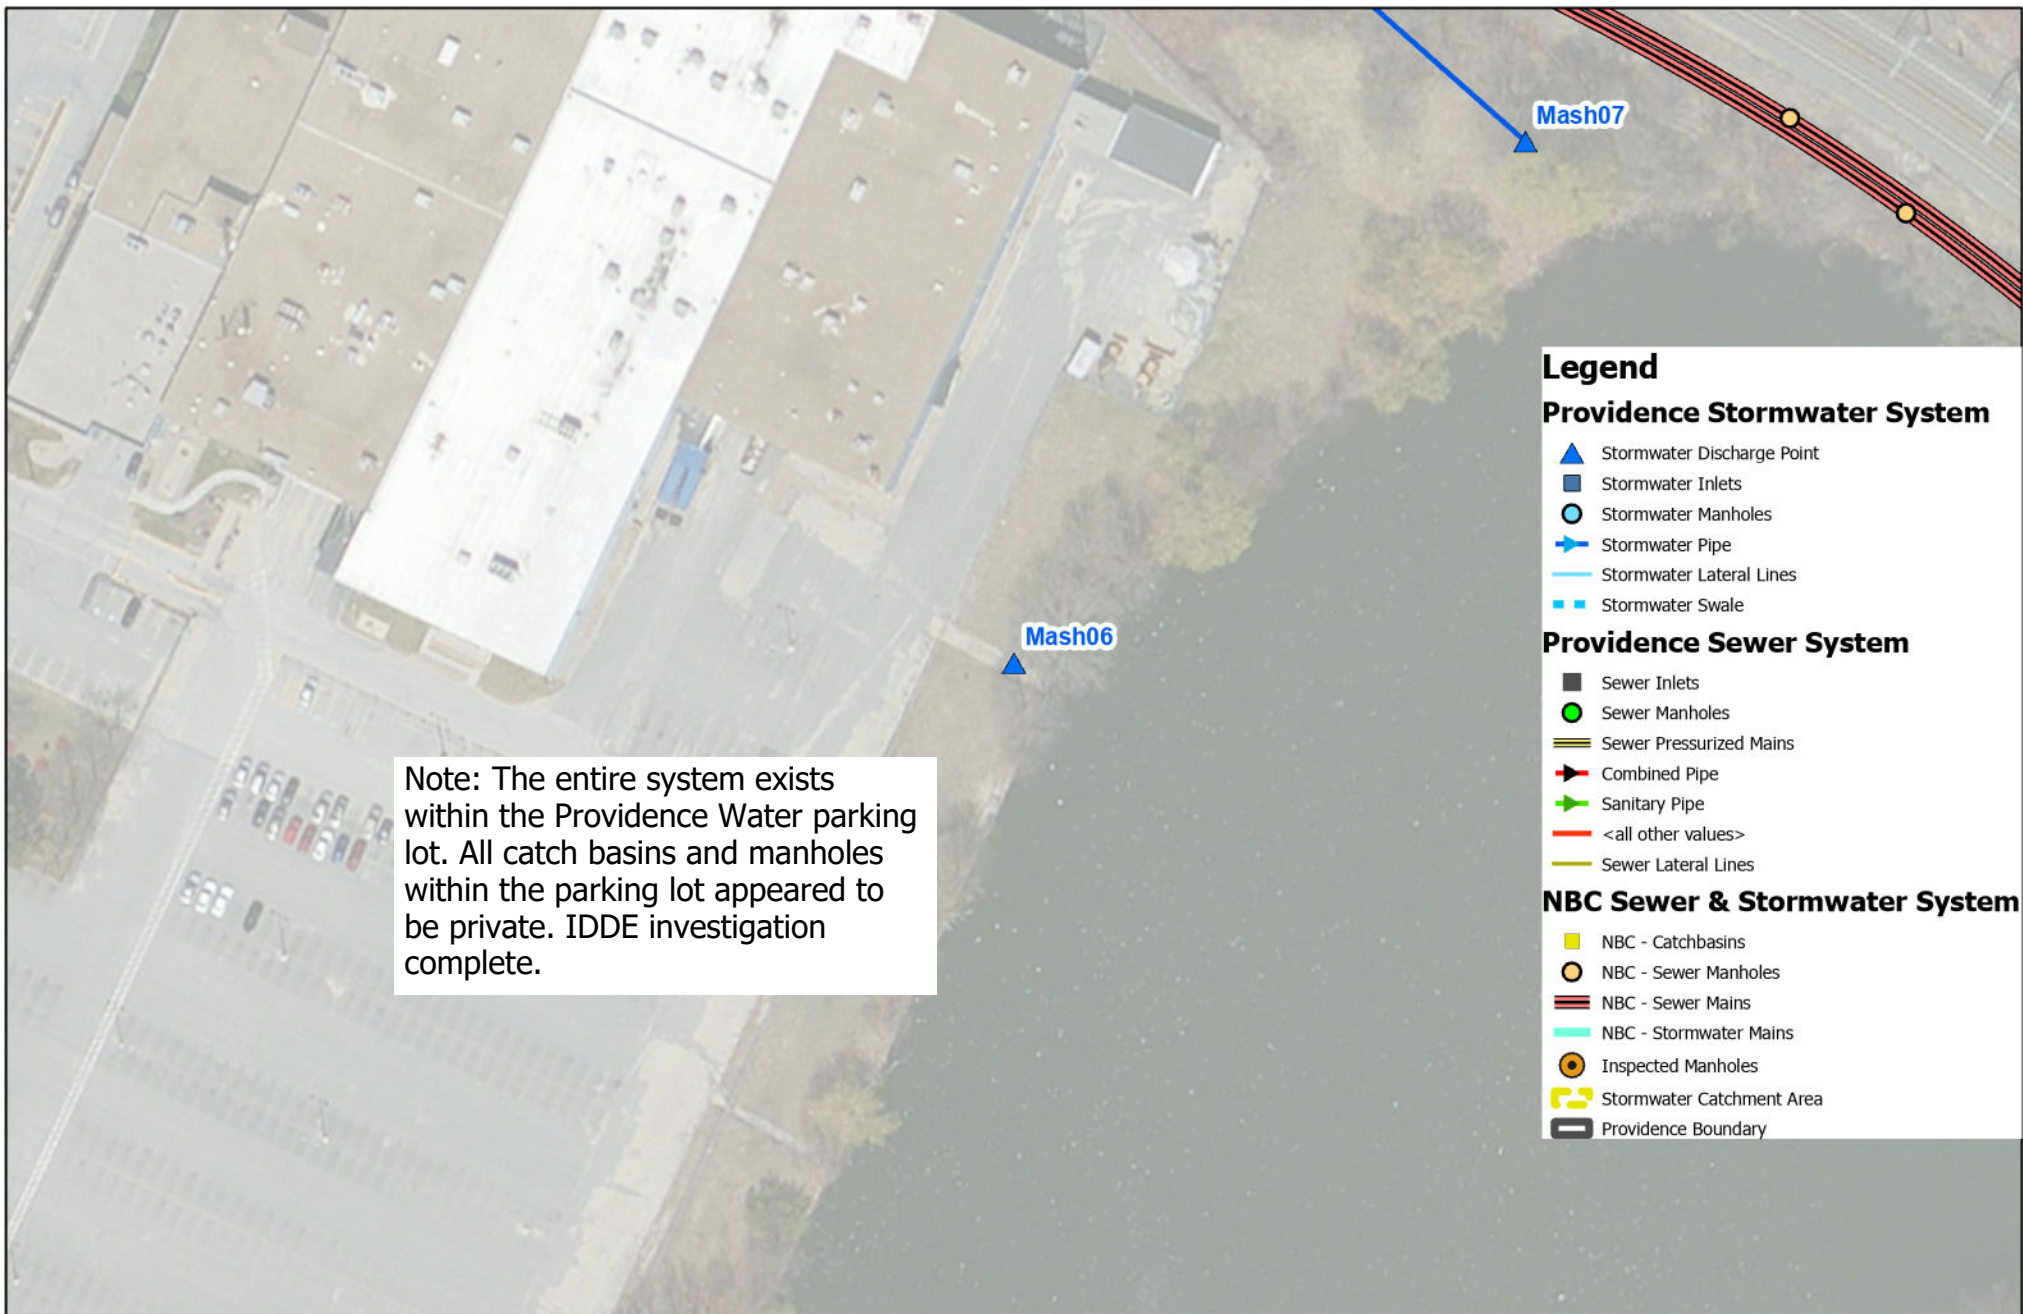 Mash07
Mash06
Note: The entire system exists
within the Providence Water parking
lot. All catch basins and manholes
within the parking lot appeared to
be private. IDDE investigation
complete.
Legend
Providence Stormwater System
Stormwater Discharge Point
Stormwater Inlets
Stormwater Manholes
Stormwater Pipe
Stormwater Lateral Lines
Stormwater Swale
Providence Sewer System
Sewer Inlets
Sewer Manholes
Sewer Pressurized Mains
Combined Pipe
Sanitary Pipe
<all other values>
Sewer Lateral Lines
NBC Sewer & Stormwater System
NBC - Catchbasins
NBC - Sewer Manholes
NBC - Sewer Mains
NBC - Stormwater Mains
Inspected Manholes
Stormwater Catchment Area
Providence Boundary